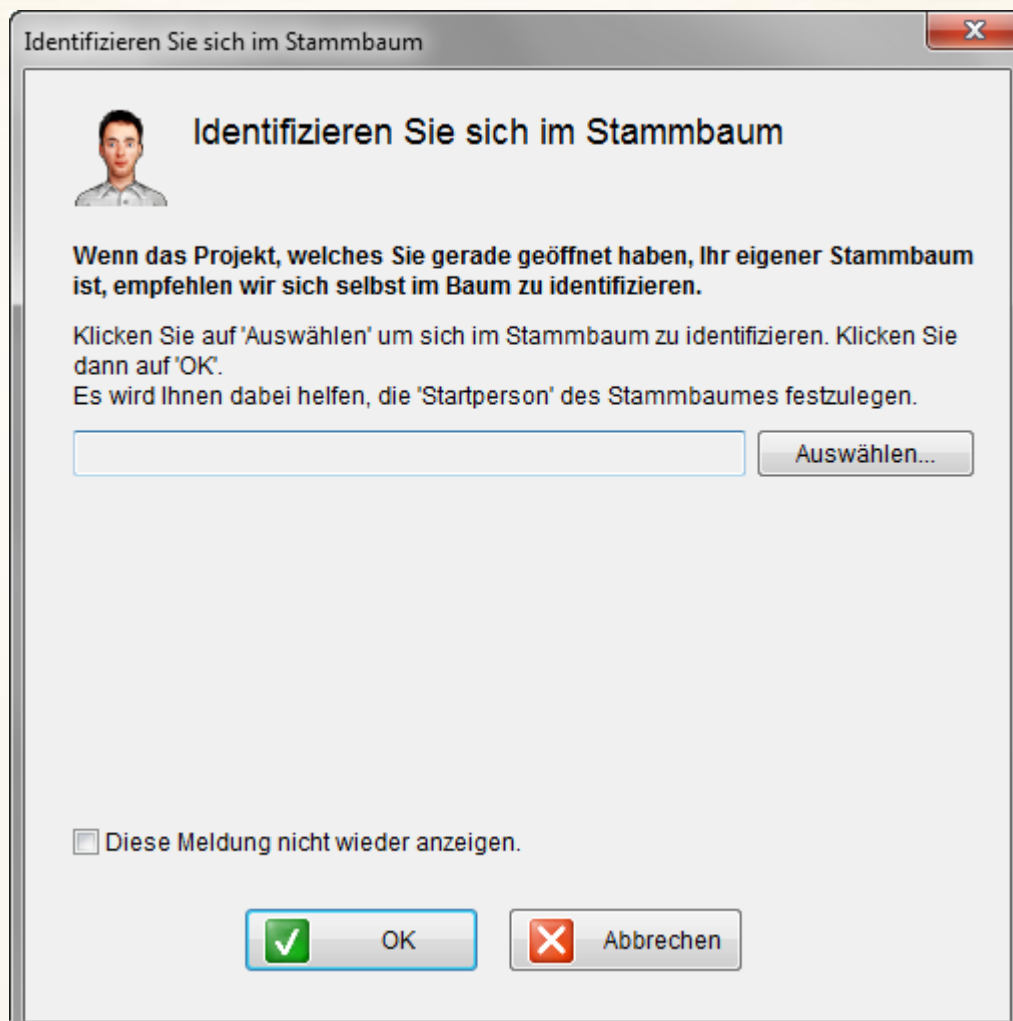 Identifizieren Sie sich im Stammbaum
Identifizieren Sie sich im Stammbaum
Wenn das Projekt, welches Sie gerade geöffnet haben, Ihr eigener Stammbaum
ist, empfehlen wir sich selbst im Baum zu identifizieren.
Klicken Sie auf 'Auswählen' um sich im Stammbaum zu identifizieren. Klicken Sie
dann auf 'OK'.
Es wird Ihnen dabei helfen, die 'Startperson' des Stammbaumes festzulegen.
Auswählen...
Diese Meldung nicht wieder anzeigen.
OK
Abbrechen